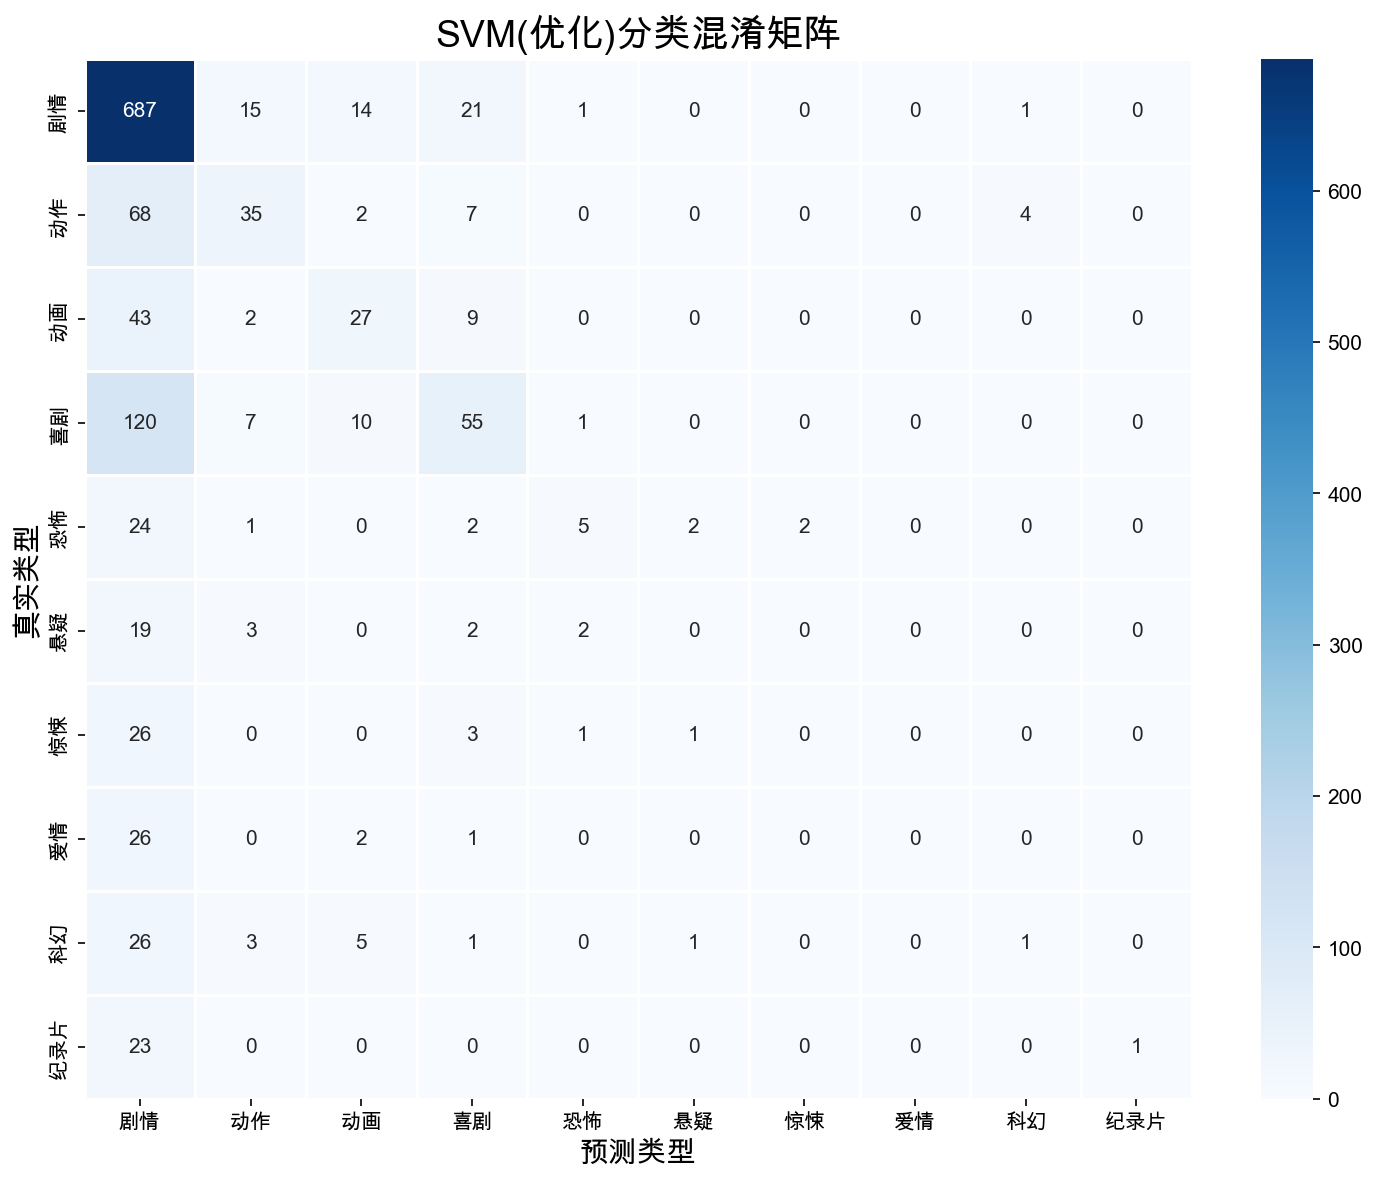 SVM(优化)分类混淆矩阵
剧情 687 15 14 21 1 0 0 0 1 0
动作 68 35 2 7 0 0 0 0 4 0
动画 43 2 27 9 0 0 0 0 0 0
喜剧 120 7 10 55 1 0 0 0 0 0
恐怖 24 1 0 2 5 2 2 0 0 0
悬疑 19 3 0 2 2 0 0 0 0 0
惊悚 26 0 0 3 1 1 0 0 0 0
爱情 26 0 2 1 0 0 0 0 0 0
科幻 26 3 5 1 0 1 0 0 1 0
纪录片 23 0 0 0 0 0 0 0 0 1
剧情 动作 动画 喜剧 恐怖 悬疑 惊悚 爱情 科幻 纪录片
预测类型
真实类型
600
500
400
300
200
100
0